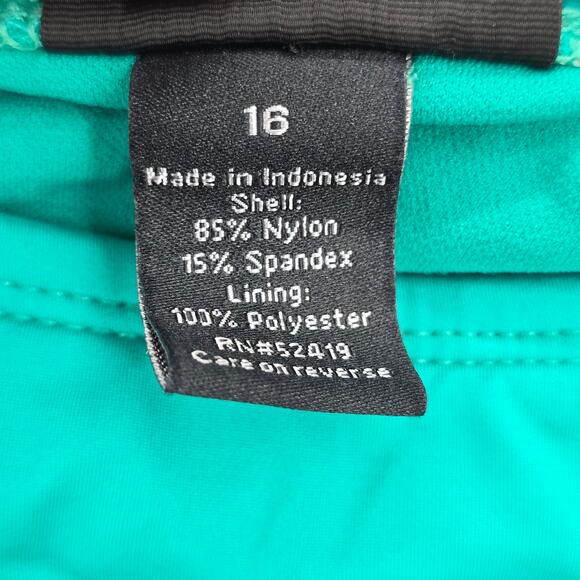 16
Made in Indonesia
Shell:
85% Nylon
15% Spandex
Lining:
100% Polyester
RN#52419
Care on reverse